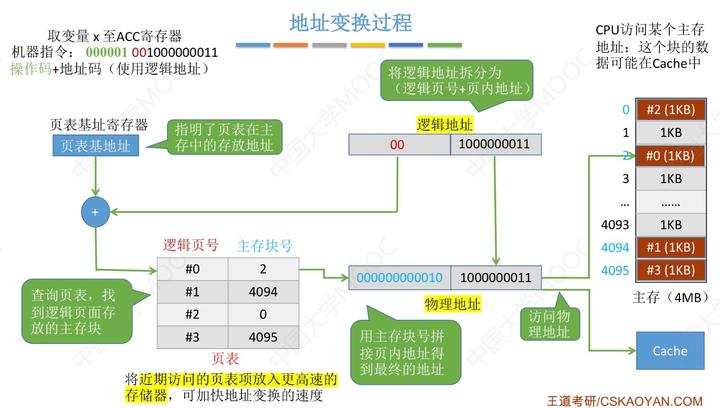 地址变换过程
取变量 x 至ACC寄存器
机器指令：000001 001000000011
操作码+地址码（使用逻辑地址）
CPU访问某个主存
地址：这个块的数
据可能在Cache中
将逻辑地址拆分为
（逻辑页号+页内地址）
页表基址寄存器
页表基地址
指明了页表在主
存中的存放地址
逻辑地址
00 1000000011
+
逻辑页号 主存块号
#0 2
#1 4094
#2 0
#3 4095
页表
查询页表，找
到逻辑页面存
放的主存块
000000000010 1000000011
物理地址
用主存块号拼
接页内地址得
到最终的地址
访问物
理地址
0 #2 (1KB)
1 1KB
2 #0 (1KB)
3 1KB
... ……
4093 1KB
4094 #1 (1KB)
4095 #3 (1KB)
主存（4MB）
Cache
将近期访问的页表项放入更高速的
存储器，可加快地址变换的速度
王道考研/CSKAOYAN.COM
中国大学MOOC